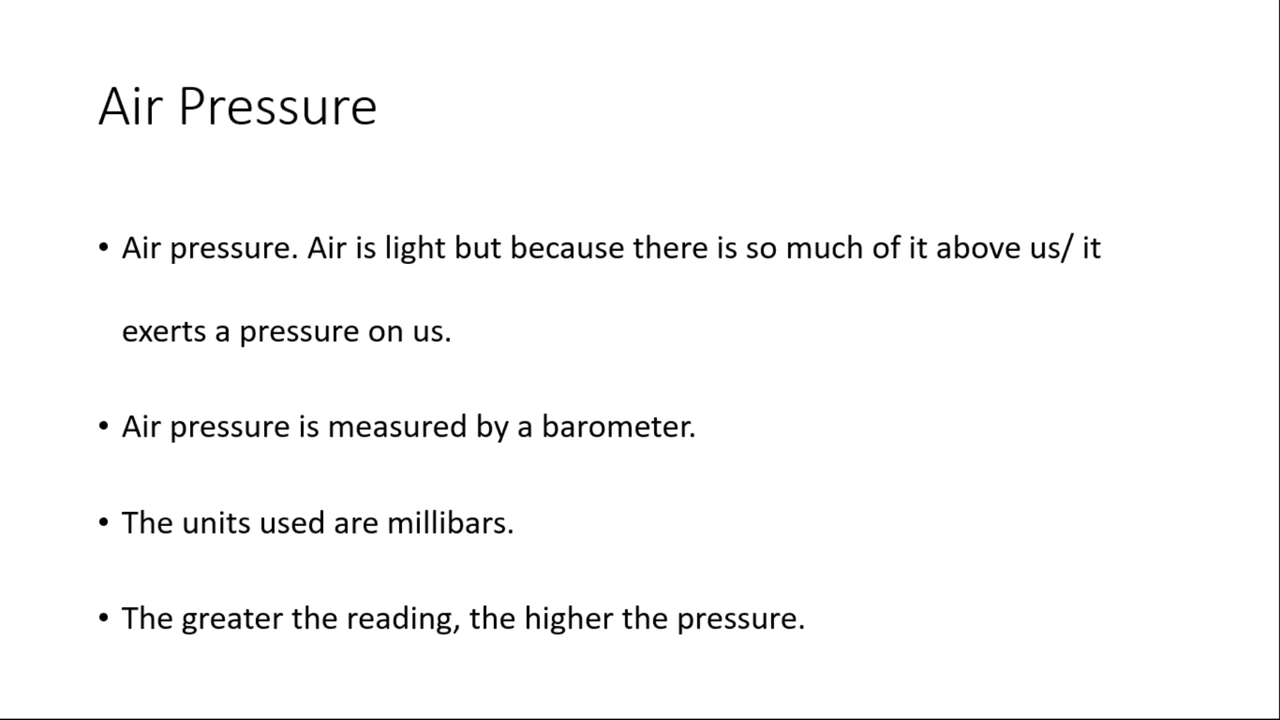 Air Pressure
• Air pressure. Air is light but because there is so much of it above us/ it
exerts a pressure on us.
• Air pressure is measured by a barometer.
• The units used are millibars.
• The greater the reading, the higher the pressure.